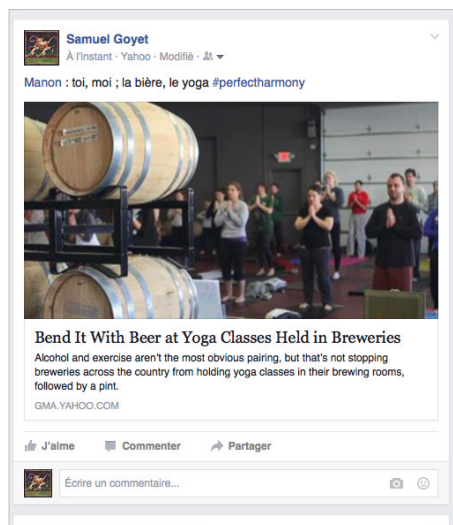 Samuel Goyet
À l'instant · Yahoo · Modifié ·
Manon : toi, moi ; la bière, le yoga #perfectharmony
Bend It With Beer at Yoga Classes Held in Breweries
Alcohol and exercise aren't the most obvious pairing, but that's not stopping
breweries across the country from holding yoga classes in their brewing rooms,
followed by a pint.
GMA.YAHOO.COM
J'aime Commenter Partager
Écrire un commentaire...